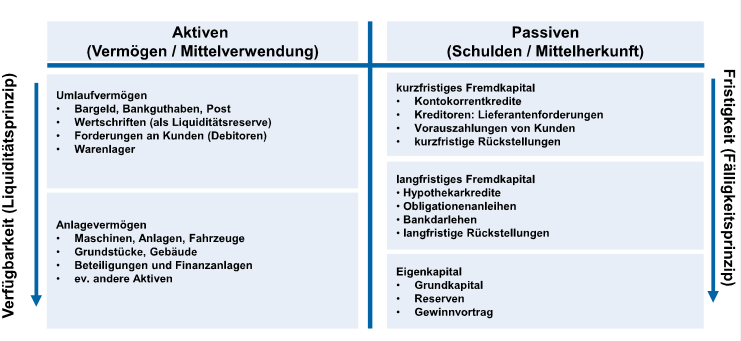 Aktiven
(Vermögen / Mittelverwendung)
Passiven
(Schulden / Mittelherkunft)
Verfügbarkeit (Liquiditätsprinzip)
Umlaufvermögen
• Bargeld, Bankguthaben, Post
• Wertschriften (als Liquiditätsreserve)
• Forderungen an Kunden (Debitoren)
• Warenlager
Anlagevermögen
• Maschinen, Anlagen, Fahrzeuge
• Grundstücke, Gebäude
• Beteiligungen und Finanzanlagen
• ev. andere Aktiven
kurzfristiges Fremdkapital
• Kontokorrentkredite
• Kreditoren: Lieferantenforderungen
• Vorauszahlungen von Kunden
• kurzfristige Rückstellungen
langfristiges Fremdkapital
• Hypothekarkredite
• Obligationenanleihen
• Bankdarlehen
• langfristige Rückstellungen
Eigenkapital
• Grundkapital
• Reserven
• Gewinnvortrag
Fristigkeit (Fälligkeitsprinzip)